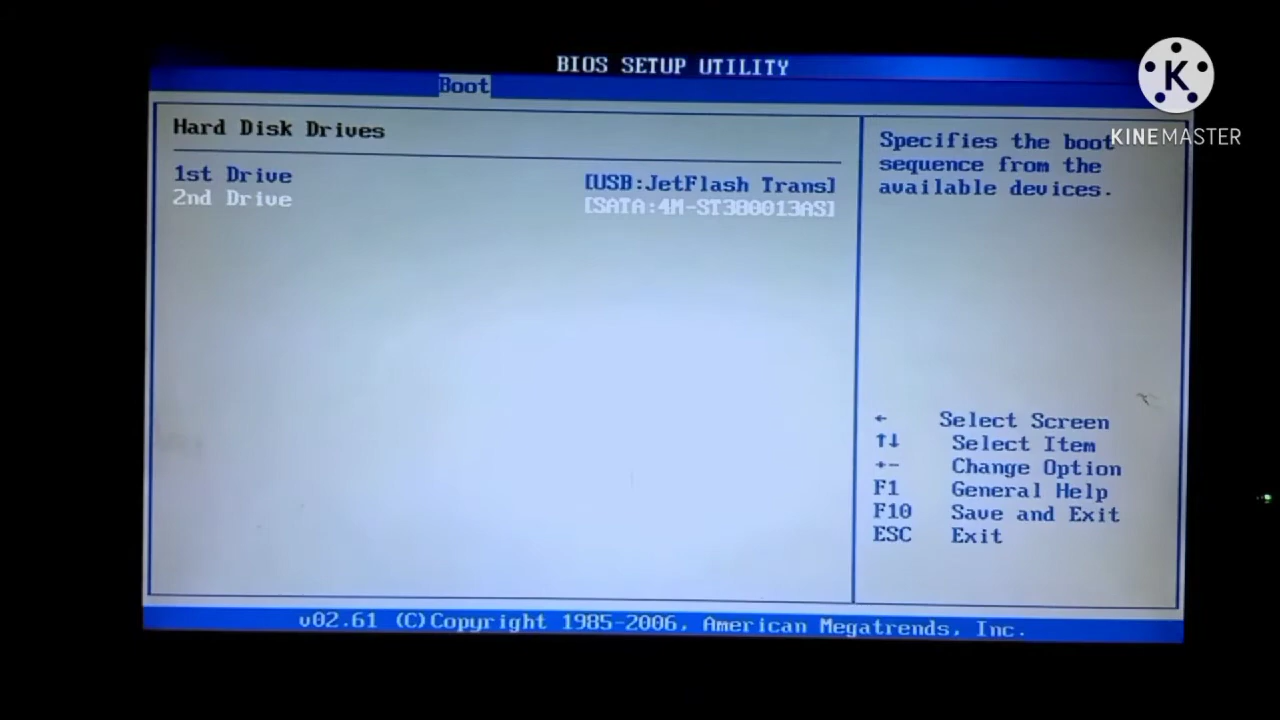 BIOS SETUP UTILITY
Boot
Hard Disk Drives
1st Drive [USB:JetFlash Trans]
2nd Drive [SATA:4M-ST380013AS]
Specifies the boot
sequence from the
available devices.
← Select Screen
↑↓ Select Item
+- Change Option
F1 General Help
F10 Save and Exit
ESC Exit
v02.61 (C)Copyright 1985-2006, American Megatrends, Inc.
K
KINEMASTER